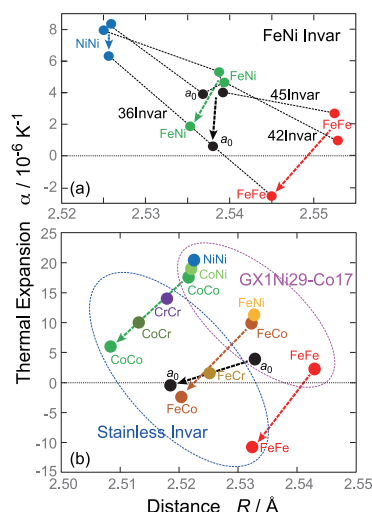 Thermal Expansion α / 10⁻⁶ K⁻¹
8
6
4
2
0
-2
FeNi Invar
NiNi
FeNi
a₀
45Invar
36Invar
42Invar
FeNi
a₀
FeFe
FeFe
(a)
2.52 2.53 2.54 2.55
25
20
15
10
5
0
-5
-10
-15
NiNi
CoNi
CoCo
GX1Ni29-Co17
CrCr
FeNi
CoCr
FeCo
CoCo
a₀
FeFe
a₀
FeCr
FeCo
Stainless Invar
FeFe
(b)
2.50 2.51 2.52 2.53 2.54 2.55
Distance R / Å